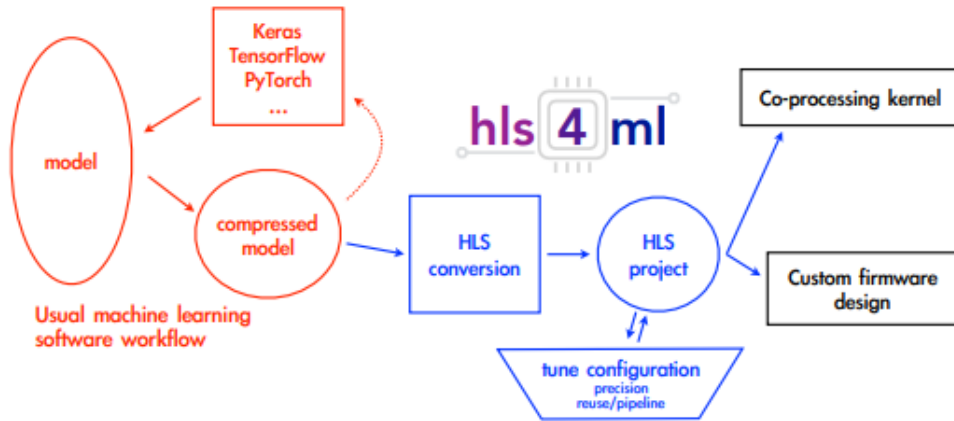 Keras
TensorFlow
PyTorch
...
model
compressed
model
Usual machine learning
software workflow
hls 4 ml
HLS
conversion
HLS
project
tune configuration
precision
reuse/pipeline
Co-processing kernel
Custom firmware
design